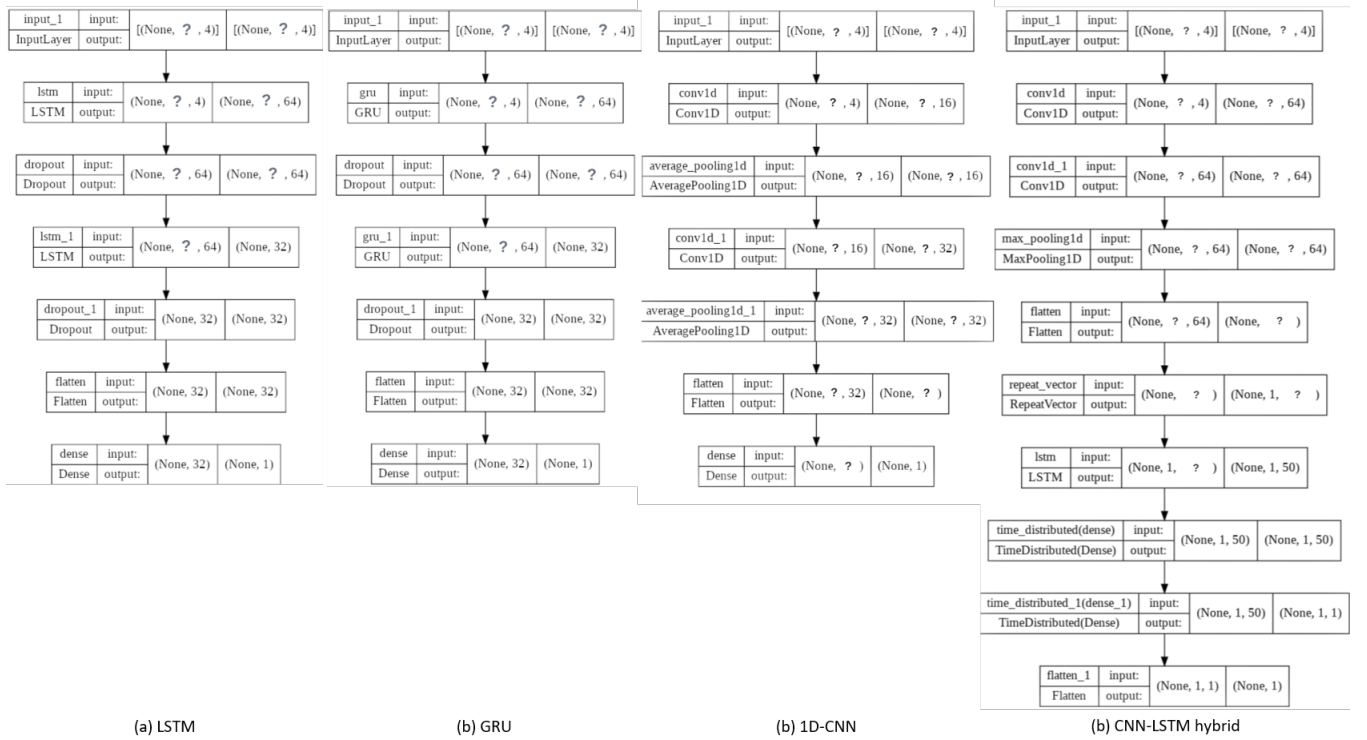 input_1 input: [(None, ? , 4)] [(None, ? , 4)]
InputLayer output:
lstm input: (None, ? , 4) (None, ? , 64)
LSTM output:
dropout input: (None, ? , 64) (None, ? , 64)
Dropout output:
lstm_1 input: (None, ? , 64) (None, 32)
LSTM output:
dropout_1 input: (None, 32) (None, 32)
Dropout output:
flatten input: (None, 32) (None, 32)
Flatten output:
dense input: (None, 32) (None, 1)
Dense output:
(a) LSTM
input_1 input: [(None, ? , 4)] [(None, ? , 4)]
InputLayer output:
gru input: (None, ? , 4) (None, ? , 64)
GRU output:
dropout input: (None, ? , 64) (None, ? , 64)
Dropout output:
gru_1 input: (None, ? , 64) (None, 32)
GRU output:
dropout_1 input: (None, 32) (None, 32)
Dropout output:
flatten input: (None, 32) (None, 32)
Flatten output:
dense input: (None, 32) (None, 1)
Dense output:
(b) GRU
input_1 input: [(None, ? , 4)] [(None, ? , 4)]
InputLayer output:
conv1d input: (None, ? , 4) (None, ? , 16)
Conv1D output:
average_pooling1d input: (None, ? , 16) (None, ? , 16)
AveragePooling1D output:
conv1d_1 input: (None, ? , 16) (None, ? , 32)
Conv1D output:
average_pooling1d_1 input: (None, ? , 32) (None, ? , 32)
AveragePooling1D output:
flatten input: (None, ? , 32) (None, ? )
Flatten output:
dense input: (None, ? ) (None, 1)
Dense output:
(b) 1D-CNN
input_1 input: [(None, ? , 4)] [(None, ? , 4)]
InputLayer output:
conv1d input: (None, ? , 4) (None, ? , 64)
Conv1D output:
conv1d_1 input: (None, ? , 64) (None, ? , 64)
Conv1D output:
max_pooling1d input: (None, ? , 64) (None, ? , 64)
MaxPooling1D output:
flatten input: (None, ? , 64) (None, ? )
Flatten output:
repeat_vector input: (None, ? ) (None, 1, ? )
RepeatVector output:
lstm input: (None, 1, ? ) (None, 1, 50)
LSTM output:
time_distributed(dense) input: (None, 1, 50) (None, 1, 50)
TimeDistributed(Dense) output:
time_distributed_1(dense_1) input: (None, 1, 50) (None, 1, 1)
TimeDistributed(Dense) output:
flatten_1 input: (None, 1, 1) (None, 1)
Flatten output:
(b) CNN-LSTM hybrid